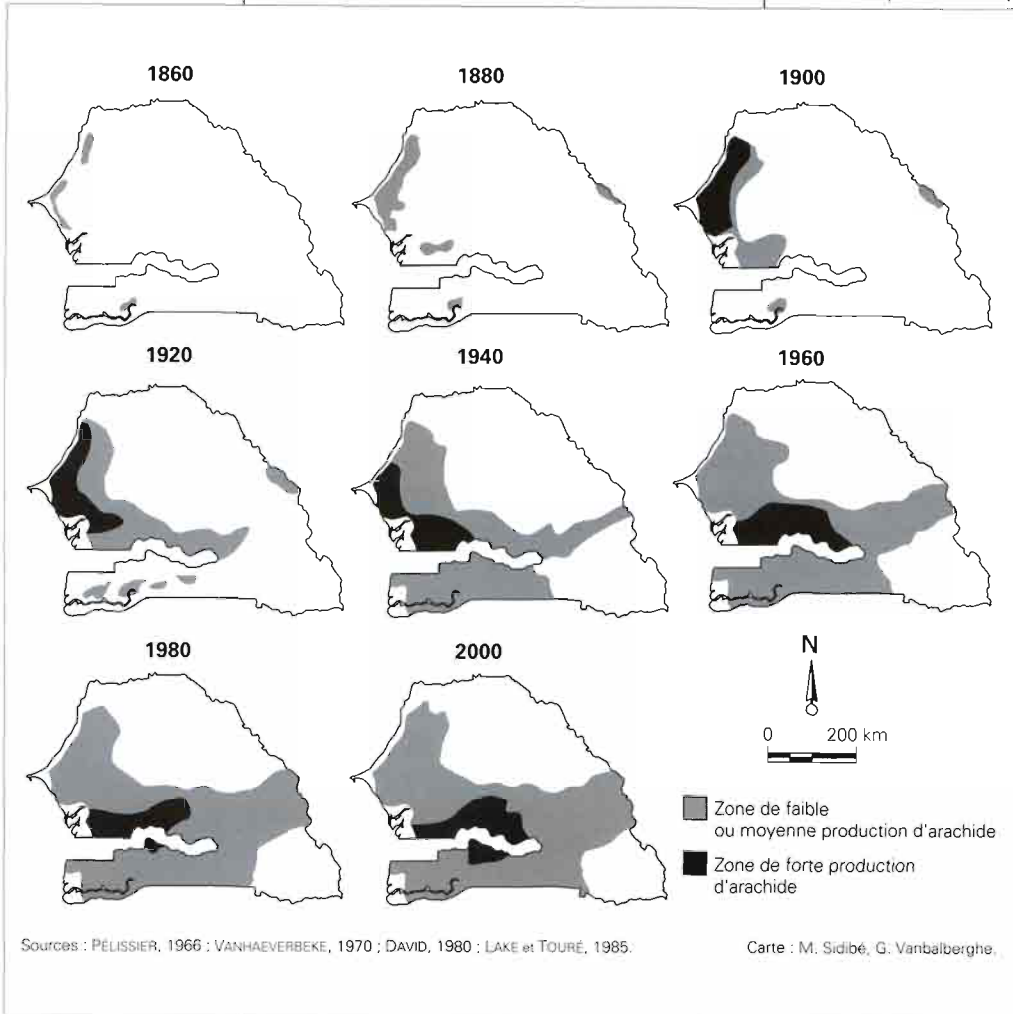 1860
1880
1900
1920
1940
1960
1980
2000
N
0 200 km
Zone de faible
ou moyenne production d'arachide
Zone de forte production
d'arachide
Sources : PÉLISSIER, 1966 ; VANHAEVERBEKE, 1970 ; DAVID, 1980 ; LAKE et TOURÉ, 1985.
Carte : M. Sidibé, G. Vanbalberghe.